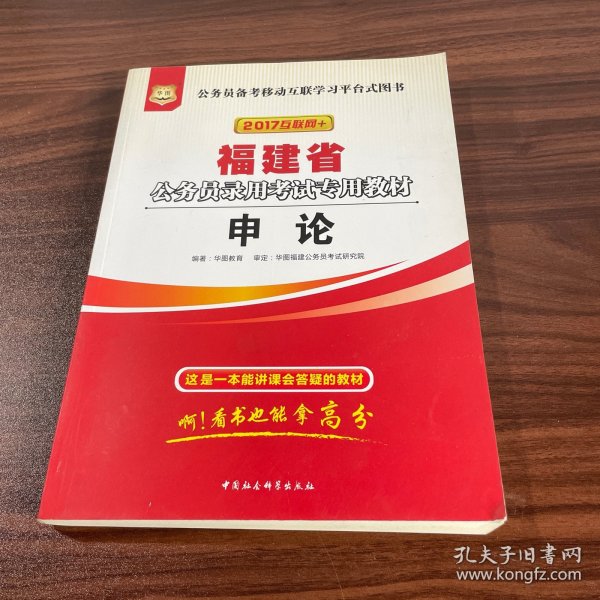 华图
公务员备考移动互联学习平台式图书
2017互联网+
福建省
公务员录用考试专用教材
申论
编著：华图教育 审定：华图福建公务员考试研究院
这是一本能讲课会答疑的教材
啊！看书也能拿高分
中国社会科学出版社
孔夫子旧书网
www.kongfz.com